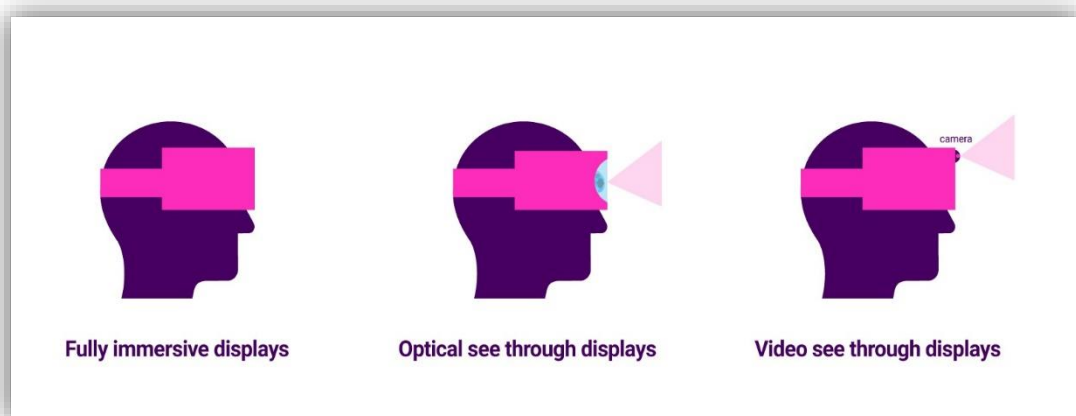 camera
Fully immersive displays
Optical see through displays
Video see through displays